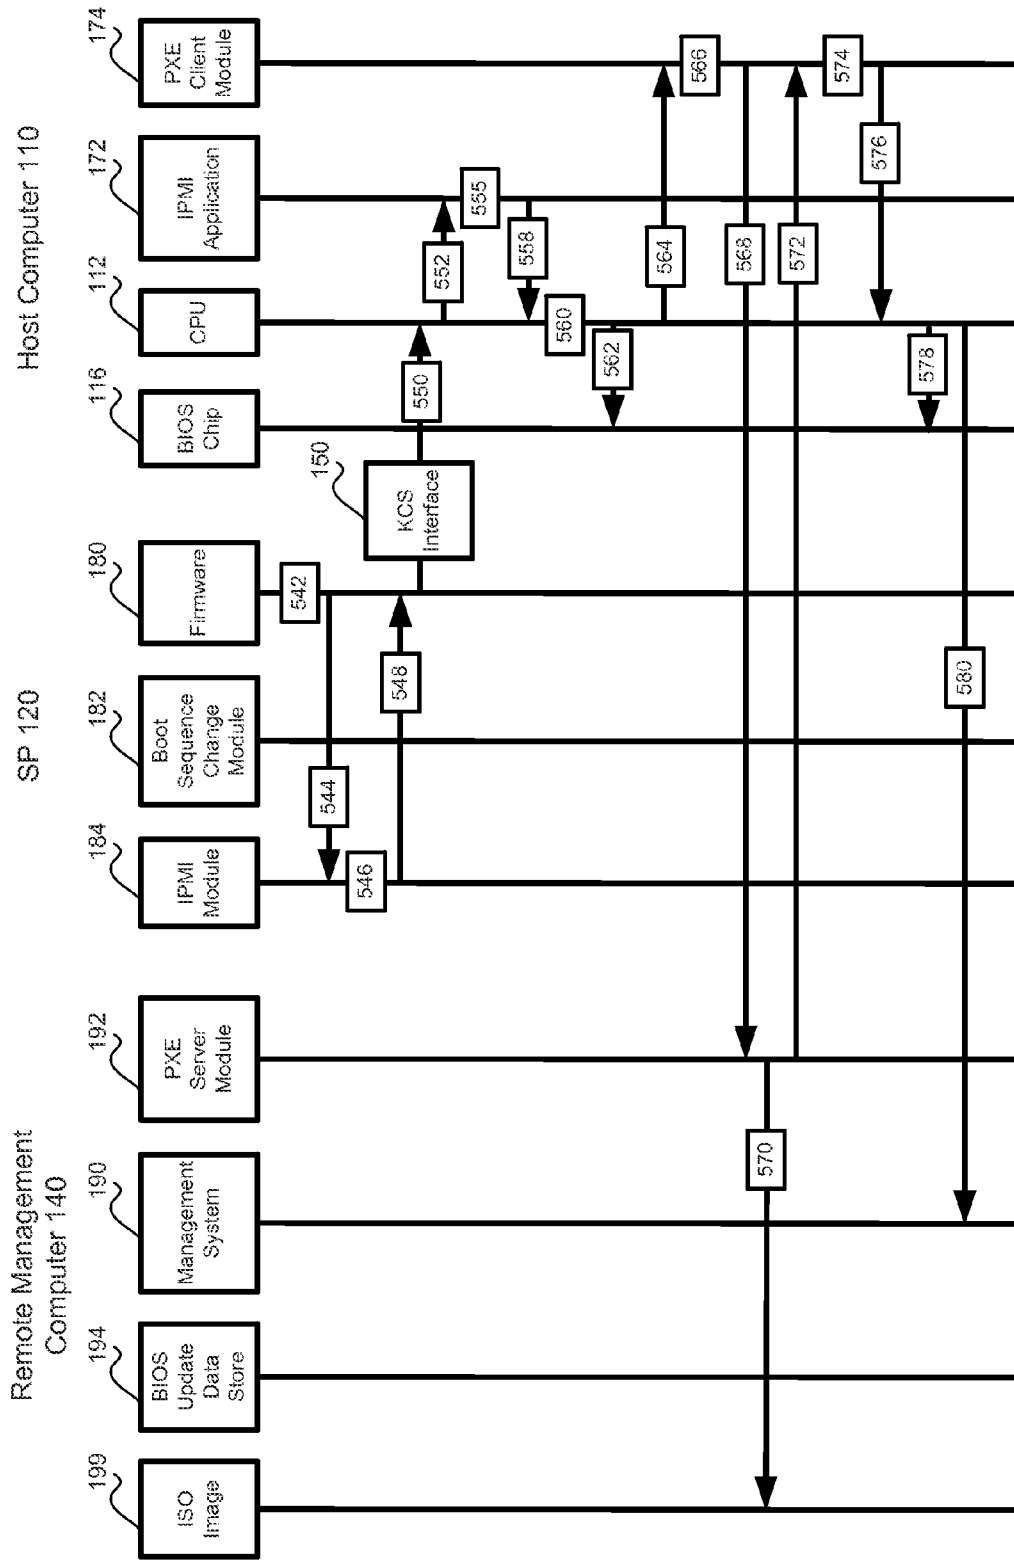 Remote Management
Computer 140
SP 120
Host Computer 110
199
194
190
192
184
182
180
116
112
172
174
ISO
Image
BIOS
Update
Data
Store
Management
System
PXE
Server
Module
IPMI
Module
Boot
Sequence
Change
Module
Firmware
BIOS
Chip
CPU
IPMI
Application
PXE
Client
Module
542
544
546
548
150
KCS
Interface
550
552
555
558
560
562
564
566
568
570
572
574
576
578
580